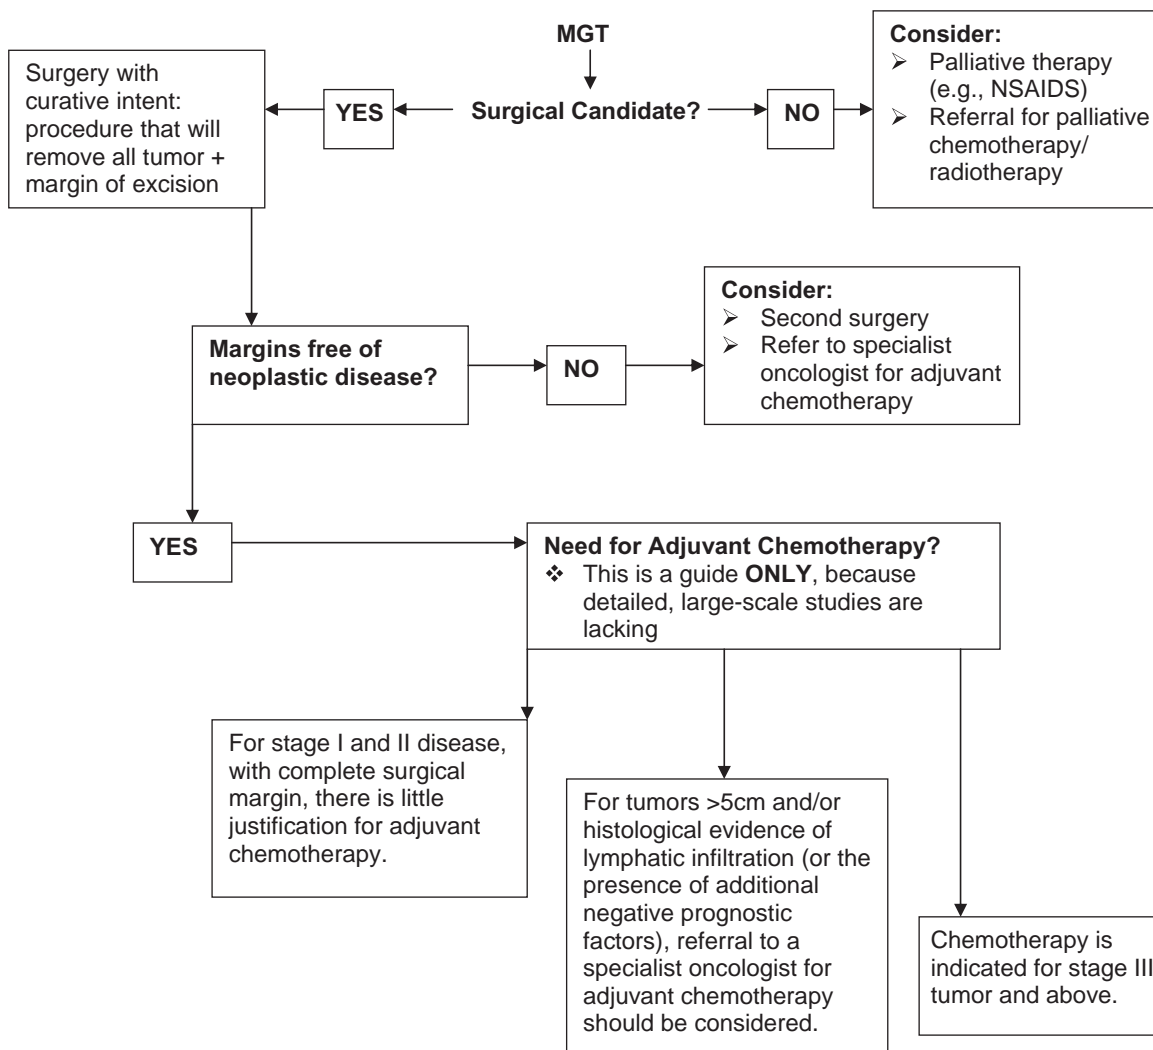 MGT
Surgical Candidate?
YES
NO
Surgery with
curative intent:
procedure that will
remove all tumor +
margin of excision
Consider:
➢ Palliative therapy
(e.g., NSAIDS)
➢ Referral for palliative
chemotherapy/
radiotherapy
Margins free of
neoplastic disease?
NO
Consider:
➢ Second surgery
➢ Refer to specialist
oncologist for adjuvant
chemotherapy
YES
Need for Adjuvant Chemotherapy?
❖ This is a guide ONLY, because
detailed, large-scale studies are
lacking
For stage I and II disease,
with complete surgical
margin, there is little
justification for adjuvant
chemotherapy.
For tumors >5cm and/or
histological evidence of
lymphatic infiltration (or the
presence of additional
negative prognostic
factors), referral to a
specialist oncologist for
adjuvant chemotherapy
should be considered.
Chemotherapy is
indicated for stage III
tumor and above.